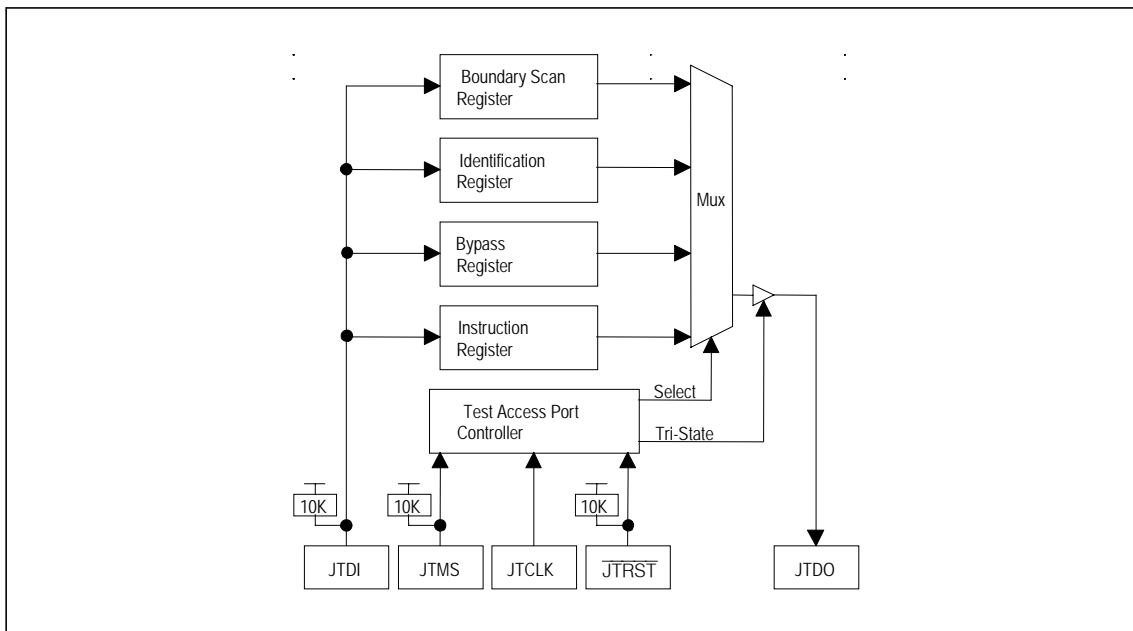 Boundary Scan
Register
Identification
Register
Mux
Bypass
Register
Instruction
Register
Select
Test Access Port
Controller
Tri-State
10K
10K
10K
JTDI
JTMS
JTCLK
JTRST
JTDO